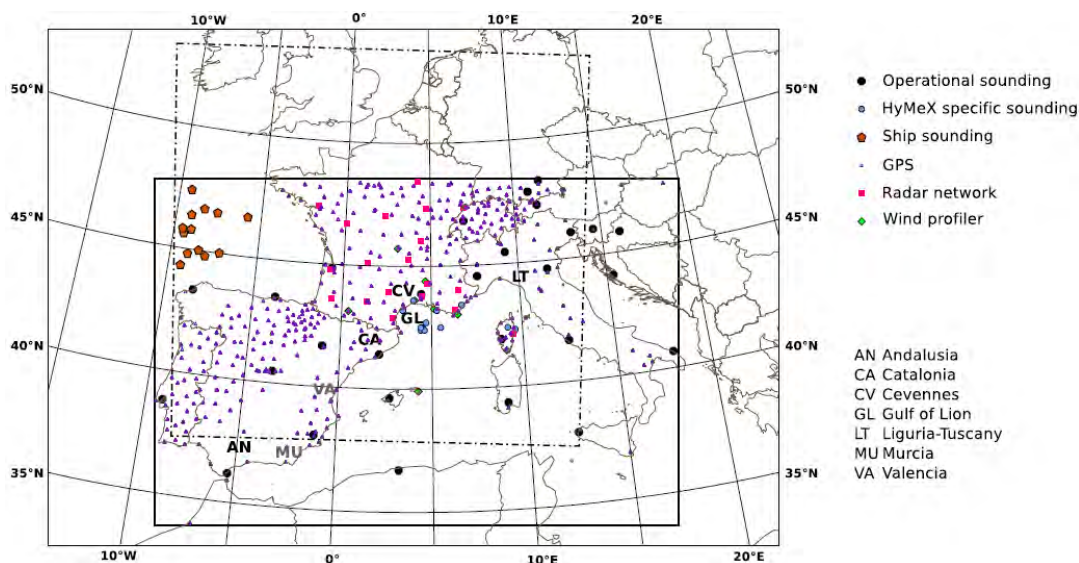 10°W 0° 10°E 20°E
50°N 50°N
45°N 45°N
40°N 40°N
35°N 35°N
10°W 0° 10°E 20°E
CV
LT
GL
CA
VA
AN
MU
Operational sounding
HyMeX specific sounding
Ship sounding
GPS
Radar network
Wind profiler
AN Andalusia
CA Catalonia
CV Cevennes
GL Gulf of Lion
LT Liguria-Tuscany
MU Murcia
VA Valencia